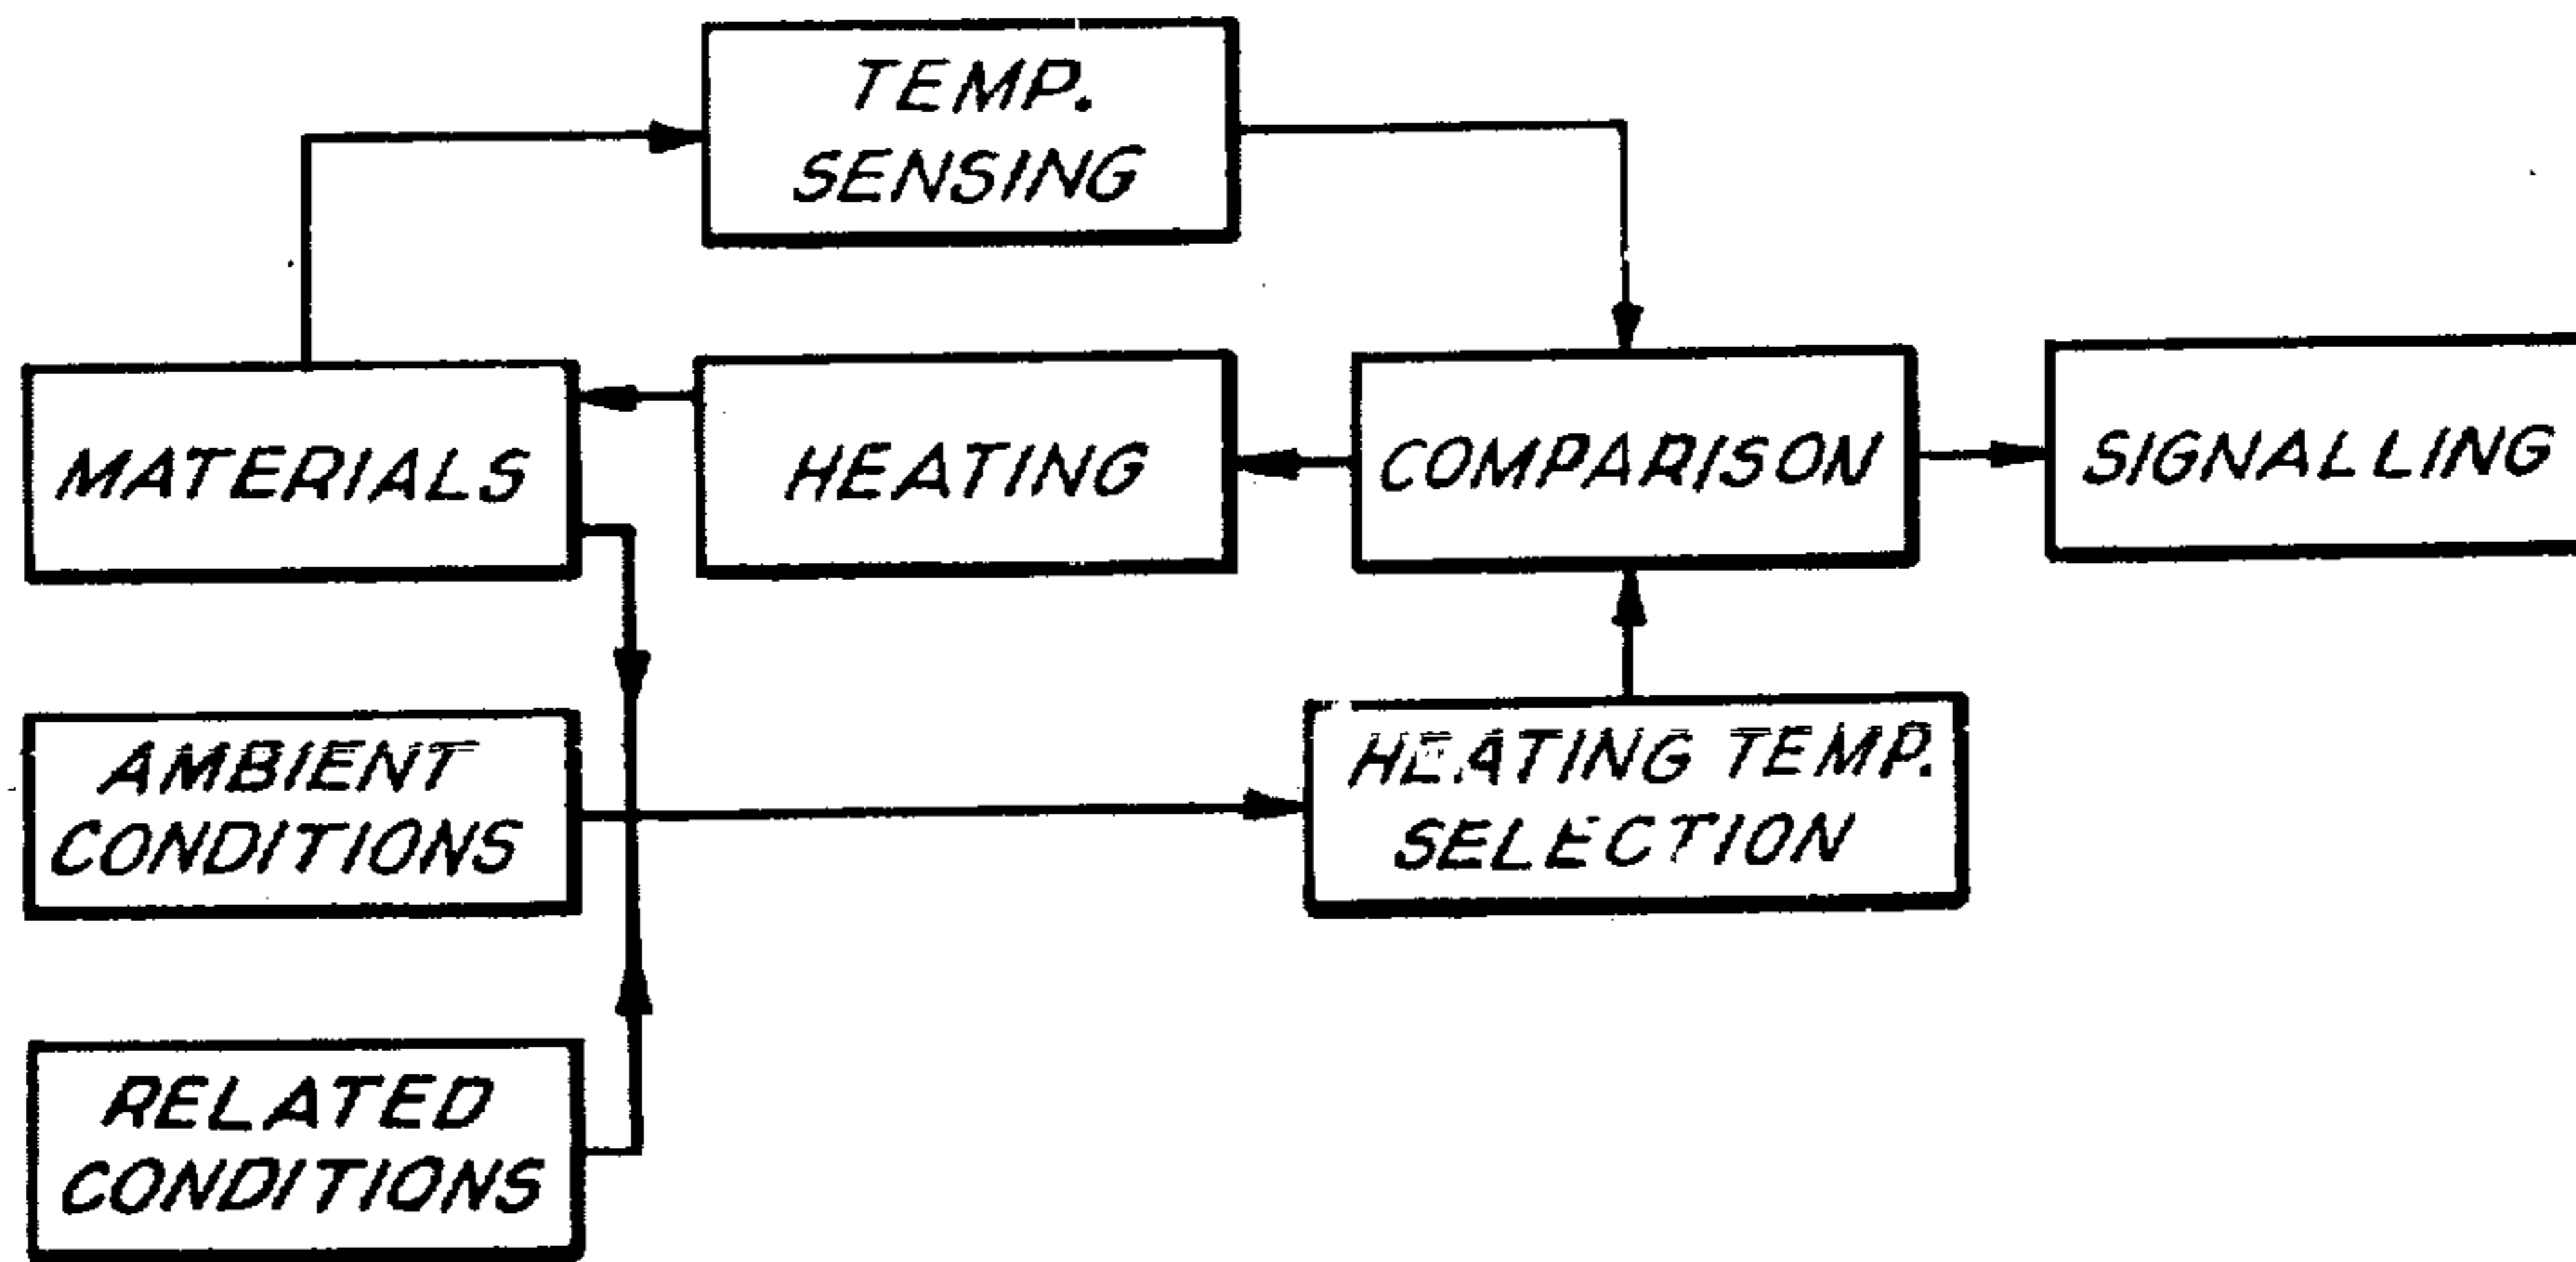 TEMP.
SENSING
MATERIALS
HEATING
COMPARISON
SIGNALLING
AMBIENT
CONDITIONS
HEATING TEMP.
SELECTION
RELATED
CONDITIONS